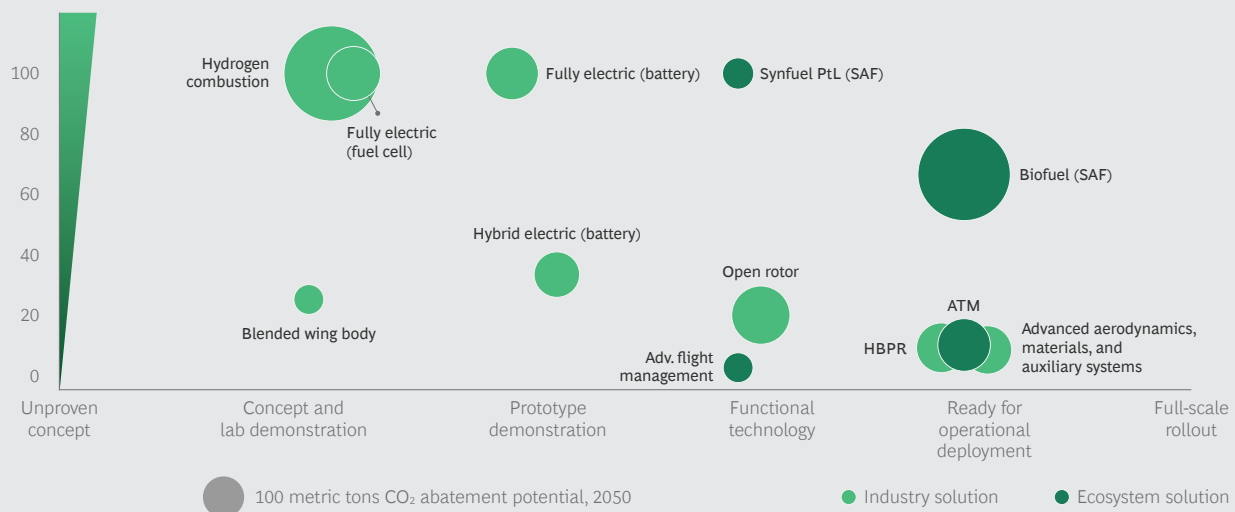 100
80
60
40
20
0
Hydrogen
combustion
Fully electric
(fuel cell)
Fully electric (battery)
Synfuel PtL (SAF)
Biofuel (SAF)
Hybrid electric (battery)
Blended wing body
Open rotor
Adv. flight
management
ATM
HBPR
Advanced aerodynamics,
materials, and
auxiliary systems
Unproven
concept
Concept and
lab demonstration
Prototype
demonstration
Functional
technology
Ready for
operational
deployment
Full-scale
rollout
100 metric tons CO₂ abatement potential, 2050
Industry solution
Ecosystem solution